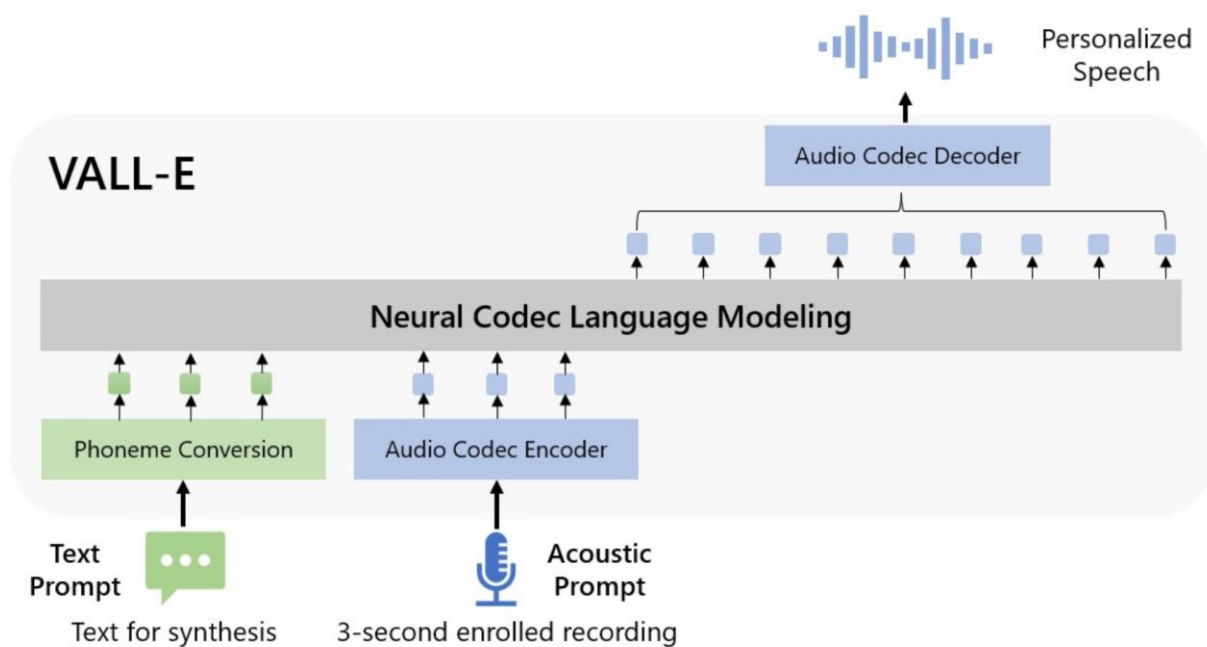 Personalized
Speech
Audio Codec Decoder
VALL-E
Neural Codec Language Modeling
Phoneme Conversion
Audio Codec Encoder
Text
Prompt
Acoustic
Prompt
Text for synthesis
3-second enrolled recording